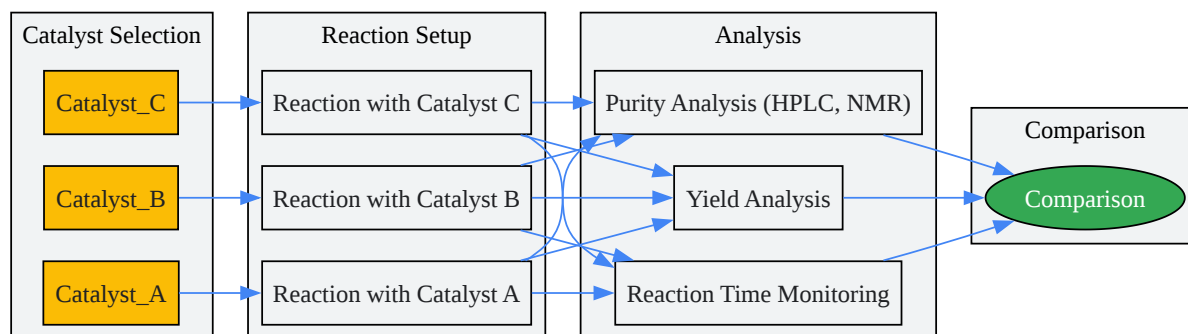 Catalyst Selection
Reaction Setup
Analysis
Catalyst_C
Reaction with Catalyst C
Purity Analysis (HPLC, NMR)
Comparison
Catalyst_B
Reaction with Catalyst B
Yield Analysis
Comparison
Catalyst_A
Reaction with Catalyst A
Reaction Time Monitoring